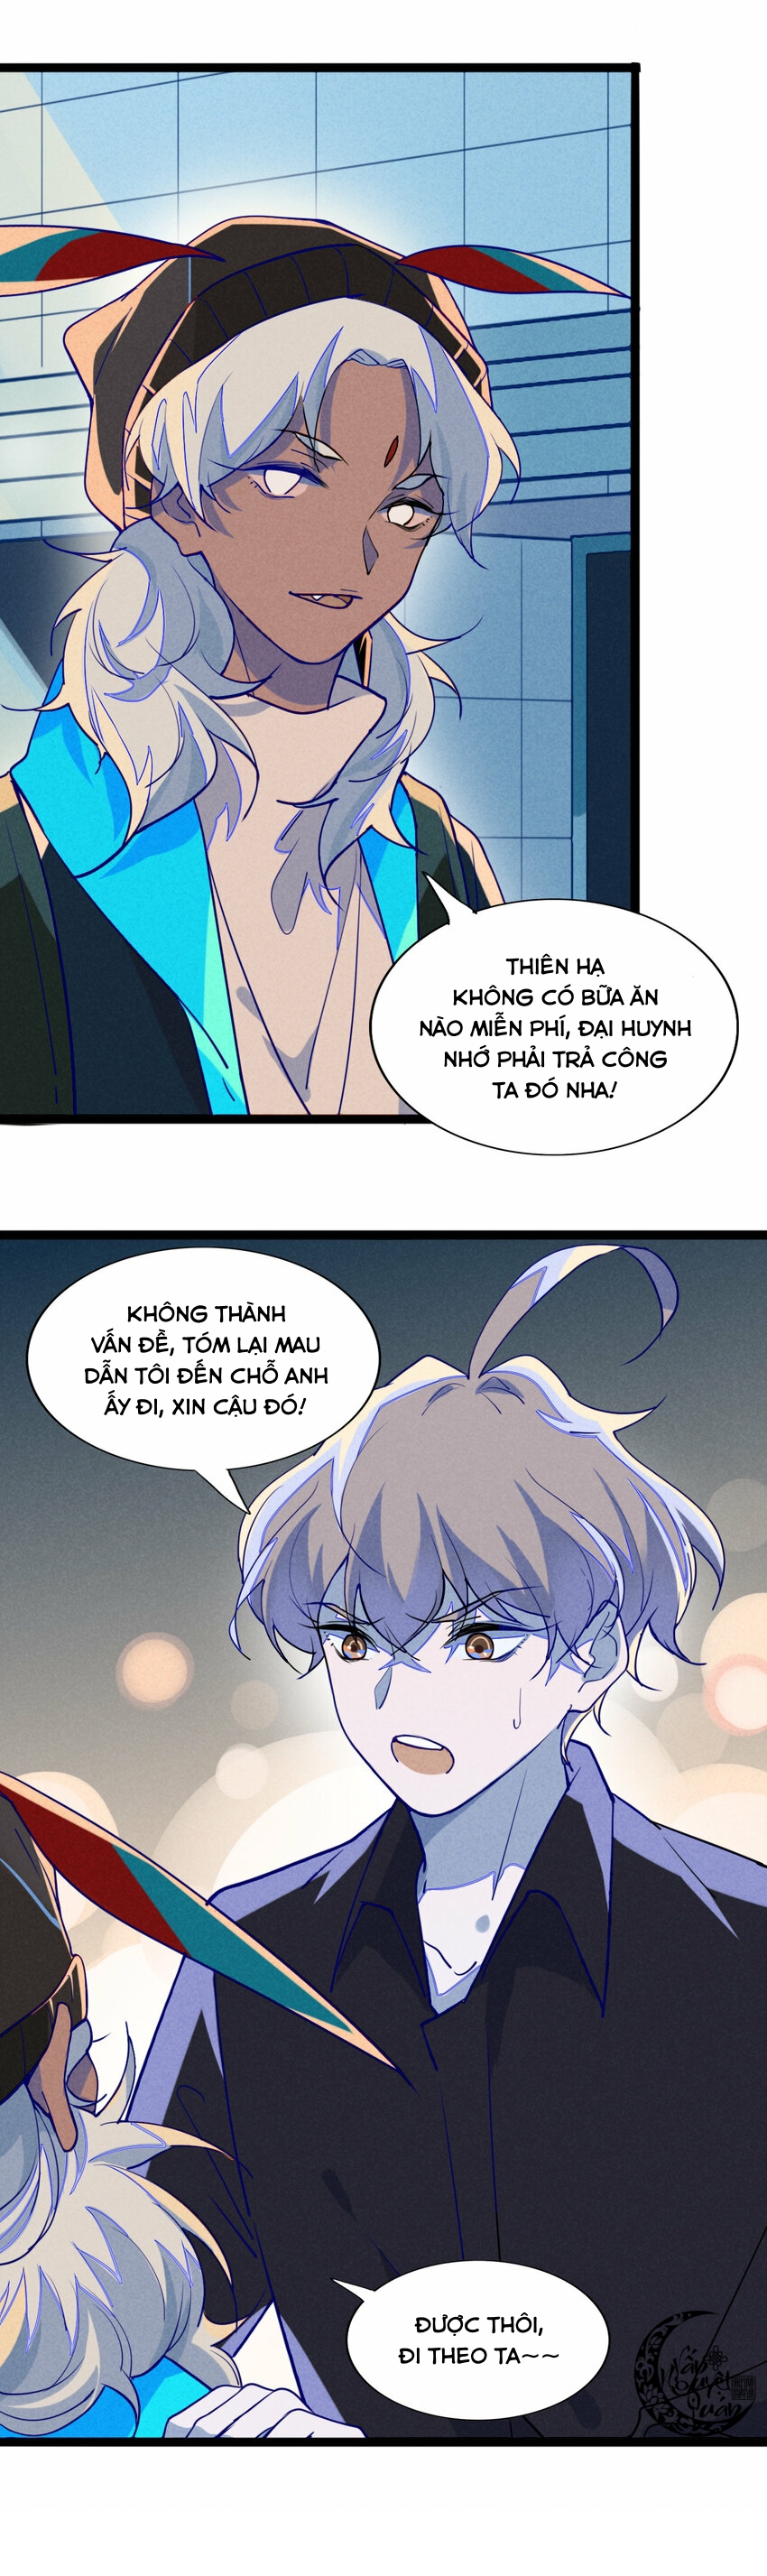 THIÊN HẠ
KHÔNG CÓ BỮA ĂN
NÀO MIỄN PHÍ, ĐẠI HUYNH
NHỚ PHẢI TRẢ CÔNG
TA ĐÓ NHA!
KHÔNG THÀNH
VẤN ĐỀ, TÓM LẠI MAU
DẪN TÔI ĐẾN CHỖ ANH
ẤY ĐI, XIN CẬU ĐÓ!
ĐƯỢC THÔI,
ĐI THEO TA~~